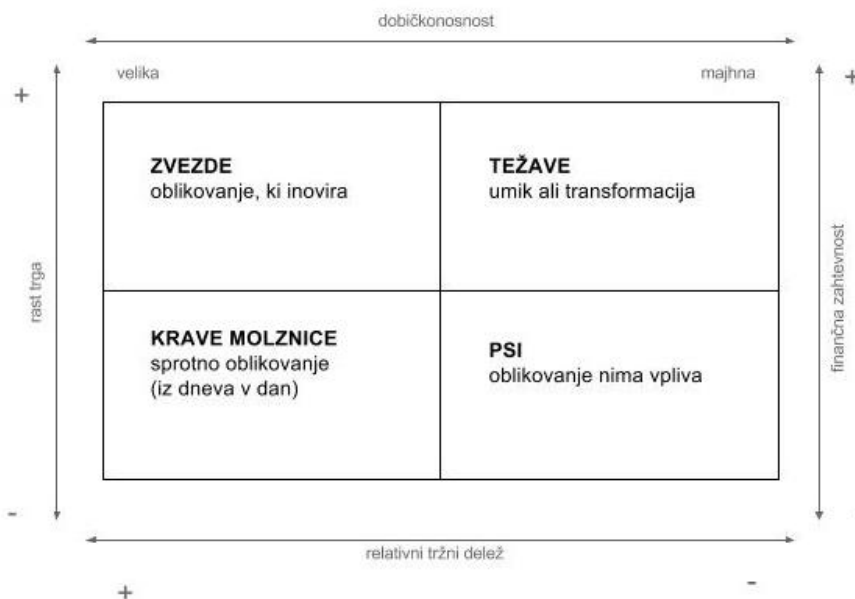 dobičkonosnost
velika
majhna
+
+
ZVEZDE
oblikovanje, ki inovira
TEŽAVE
umik ali transformacija
rast trga
finančna zahtevnost
KRAVE MOLZNICE
sprotno oblikovanje
(iz dneva v dan)
PSI
oblikovanje nima vpliva
-
-
relativni tržni delež
+
-